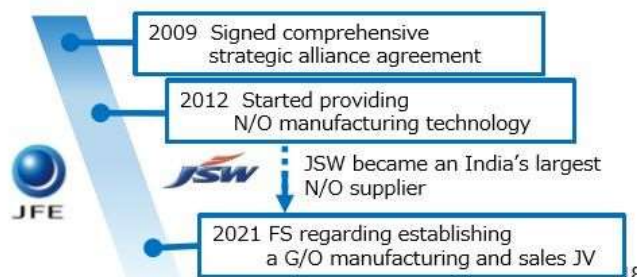 2009 Signed comprehensive
strategic alliance agreement
2012 Started providing
N/O manufacturing technology
JFE
JSW
JSW became an India's largest
N/O supplier
2021 FS regarding establishing
a G/O manufacturing and sales JV